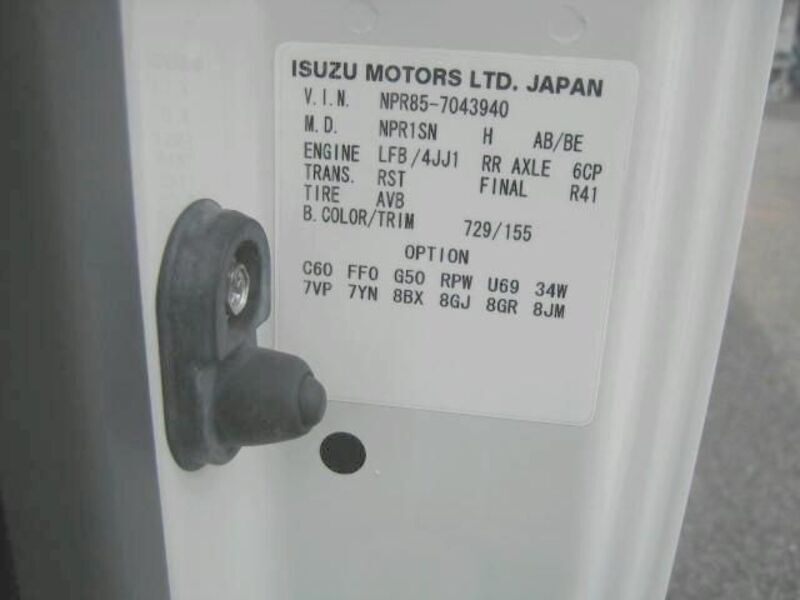 ISUZU MOTORS LTD. JAPAN
V.I.N. NPR85-7043940
M.D. NPR1SN H AB/BE
ENGINE LFB/4JJ1 RR AXLE 6CP
TRANS. RST FINAL R41
TIRE AVB
B.COLOR/TRIM 729/155
OPTION
C60 FF0 G50 RPW U69 34W
7VP 7YN 8BX 8GJ 8GR 8JM